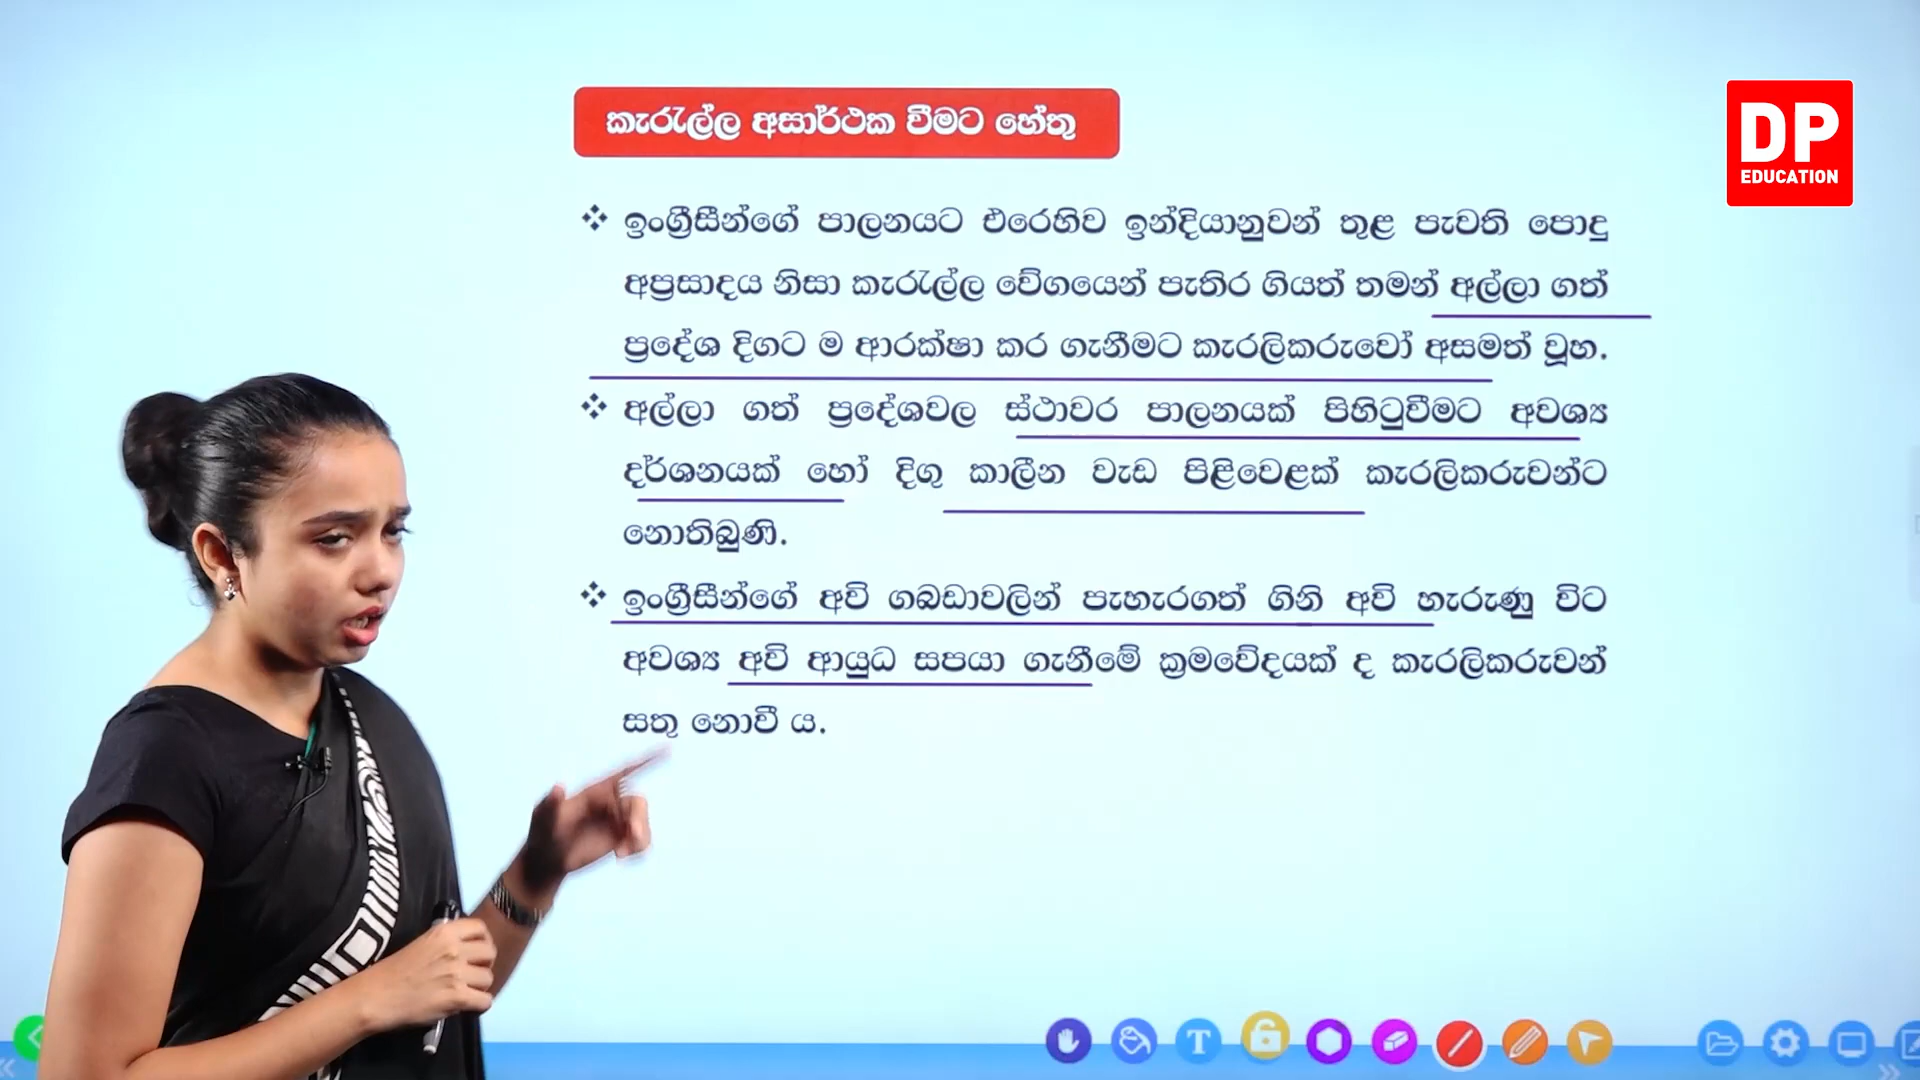 කැරැල්ල අසාර්ථක වීමට හේතු
DP
EDUCATION
❖ ඉංග්‍රීසීන්ගේ පාලනයට එරෙහිව ඉන්දියානුවන් තුළ පැවති පොදු
අප්‍රසාදය නිසා කැරැල්ල වේගයෙන් පැතිර ගියත් තමන් අල්ලා ගත්
ප්‍රදේශ දිගට ම ආරක්ෂා කර ගැනීමට කැරලිකරුවෝ අසමත් වූහ.
❖ අල්ලා ගත් ප්‍රදේශවල ස්ථාවර පාලනයක් පිහිටුවීමට අවශ්‍ය
දර්ශනයක් හෝ දිගු කාලීන වැඩ පිළිවෙළක් කැරලිකරුවන්ට
නොතිබුණි.
❖ ඉංග්‍රීසීන්ගේ අවි ගබඩාවලින් පැහැරගත් ගිනි අවි හැරුණු විට
අවශ්‍ය අවි ආයුධ සපයා ගැනීමේ ක්‍රමවේදයක් ද කැරලිකරුවන්
සතු නොවී ය.